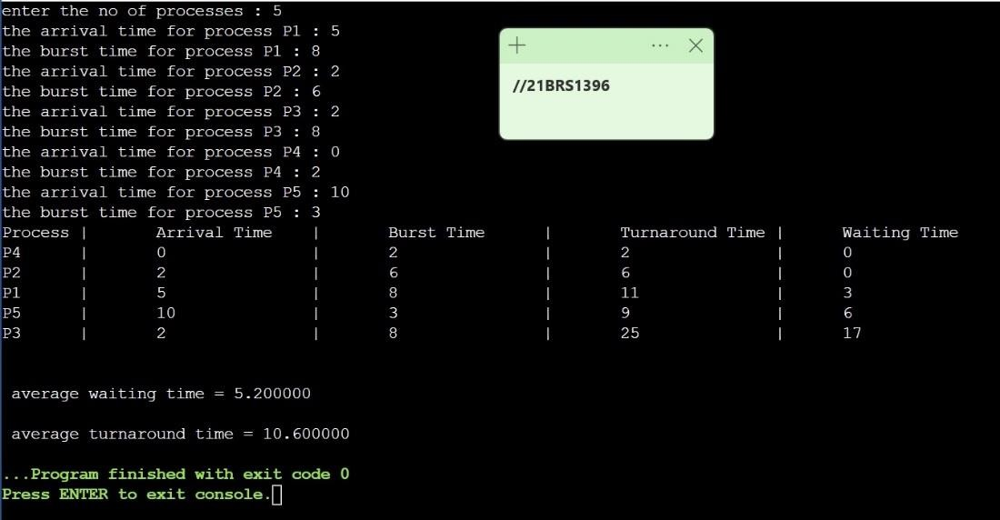 enter the no of processes : 5
the arrival time for process P1 : 5
the burst time for process P1 : 8
the arrival time for process P2 : 2
the burst time for process P2 : 6
the arrival time for process P3 : 2
the burst time for process P3 : 8
the arrival time for process P4 : 0
the burst time for process P4 : 2
the arrival time for process P5 : 10
the burst time for process P5 : 3
//21BRS1396
Process | Arrival Time | Burst Time | Turnaround Time | Waiting Time
P4 | 0 | 2 | 2 | 0
P2 | 2 | 6 | 6 | 0
P1 | 5 | 8 | 11 | 3
P5 | 10 | 3 | 9 | 6
P3 | 2 | 8 | 25 | 17
average waiting time = 5.200000
average turnaround time = 10.600000
...Program finished with exit code 0
Press ENTER to exit console.